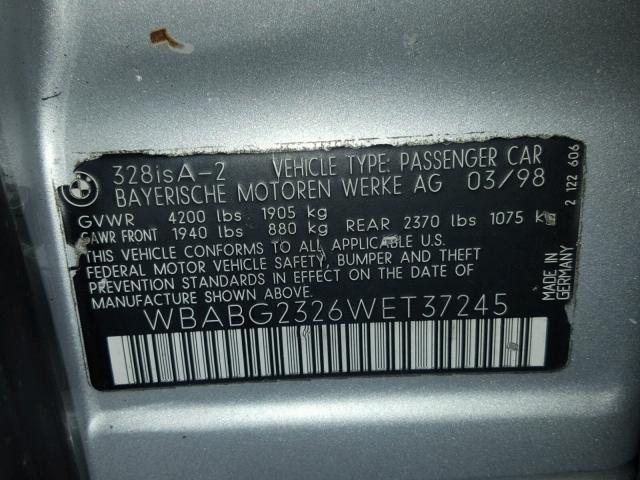 328isA-2 VEHICLE TYPE: PASSENGER CAR
BAYERISCHE MOTOREN WERKE AG 03/98
GVWR 4200 lbs 1905 kg
GAWR FRONT 1940 lbs 880 kg REAR 2370 lbs 1075 kg
THIS VEHICLE CONFORMS TO ALL APPLICABLE U.S.
FEDERAL MOTOR VEHICLE SAFETY, BUMPER AND THEFT
PREVENTION STANDARDS IN EFFECT ON THE DATE OF
MANUFACTURE SHOWN ABOVE.
WBABG2326WET37245
MADE IN
GERMANY
2 122 606